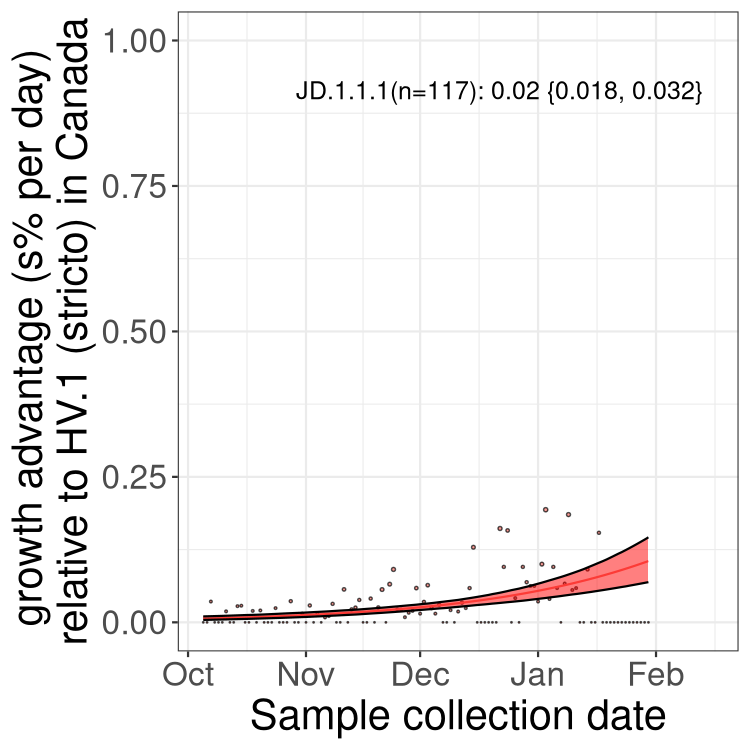 growth advantage (s% per day)
relative to HV.1 (stricto) in Canada
1.00
JD.1.1.1(n=117): 0.02 {0.018, 0.032}
0.75
0.50
0.25
0.00
Oct Nov Dec Jan Feb
Sample collection date